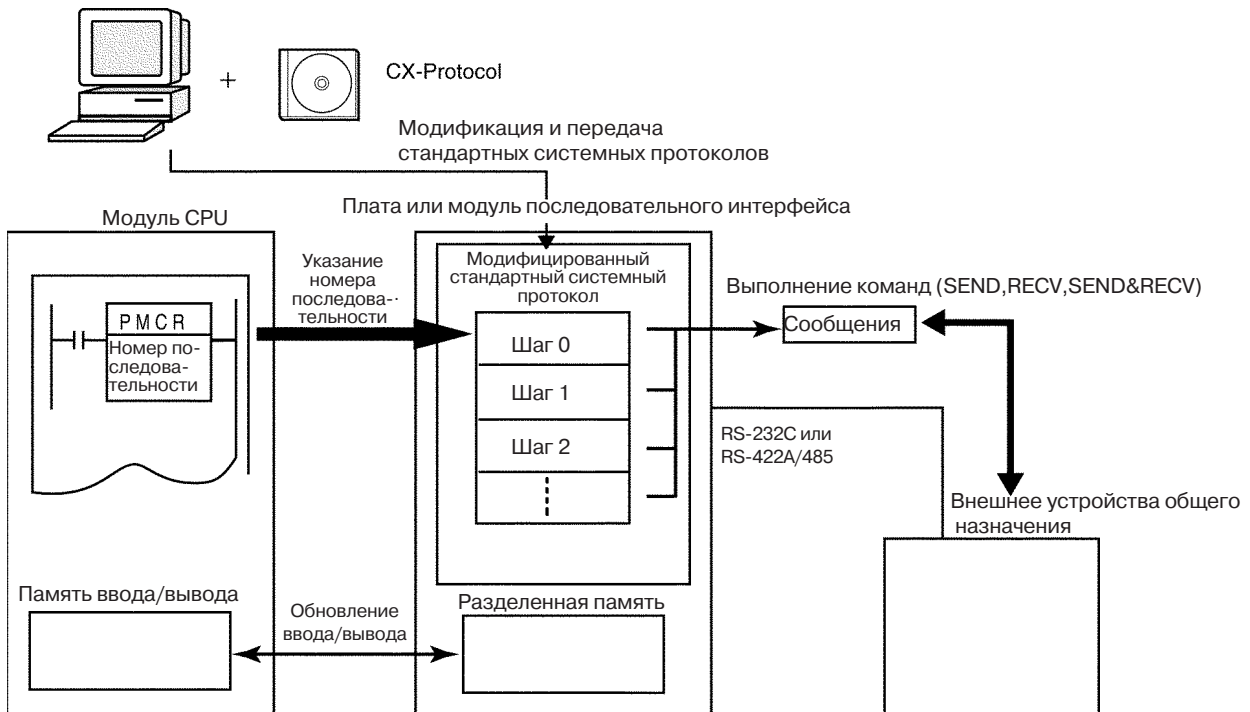 +
CX-Protocol
Модификация и передача
стандартных системных протоколов
Модуль CPU
Плата или модуль последовательного интерфейса
Указание
номера
последова-·
тельности
Модифицированный
стандартный системный
протокол
PMCR
Номер по-
следова-
тельности
Шаг 0
Шаг 1
Шаг 2
Выполнение команд (SEND,RECV,SEND&RECV)
Сообщения
RS-232C или
RS-422A/485
Внешнее устройства общего
назначения
Память ввода/вывода
Обновление
ввода/вывода
Разделенная память